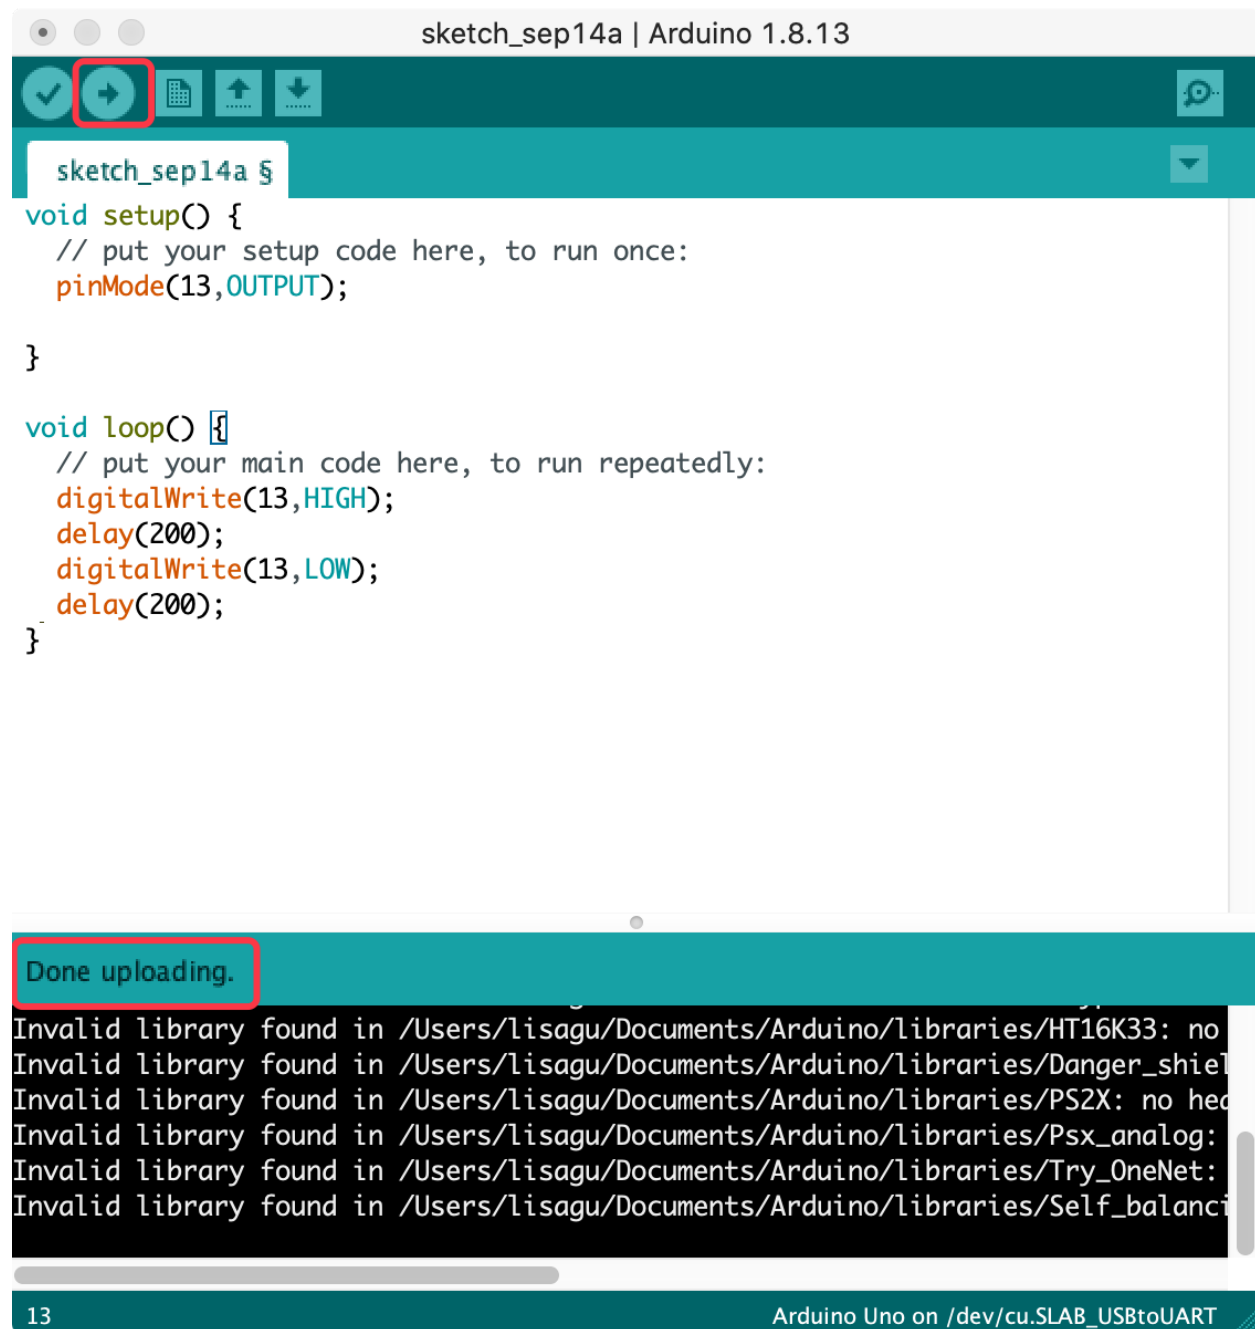 sketch_sep14a | Arduino 1.8.13
sketch_sep14a §
void setup() {
  // put your setup code here, to run once:
  pinMode(13,OUTPUT);
}
void loop() {
  // put your main code here, to run repeatedly:
  digitalWrite(13,HIGH);
  delay(200);
  digitalWrite(13,LOW);
  delay(200);
}
Done uploading.
Invalid library found in /Users/lisagu/Documents/Arduino/libraries/HT16K33: no
Invalid library found in /Users/lisagu/Documents/Arduino/libraries/Danger_shiel
Invalid library found in /Users/lisagu/Documents/Arduino/libraries/PS2X: no hea
Invalid library found in /Users/lisagu/Documents/Arduino/libraries/Psx_analog:
Invalid library found in /Users/lisagu/Documents/Arduino/libraries/Try_OneNet:
Invalid library found in /Users/lisagu/Documents/Arduino/libraries/Self_balanci
13
Arduino Uno on /dev/cu.SLAB_USBtoUART